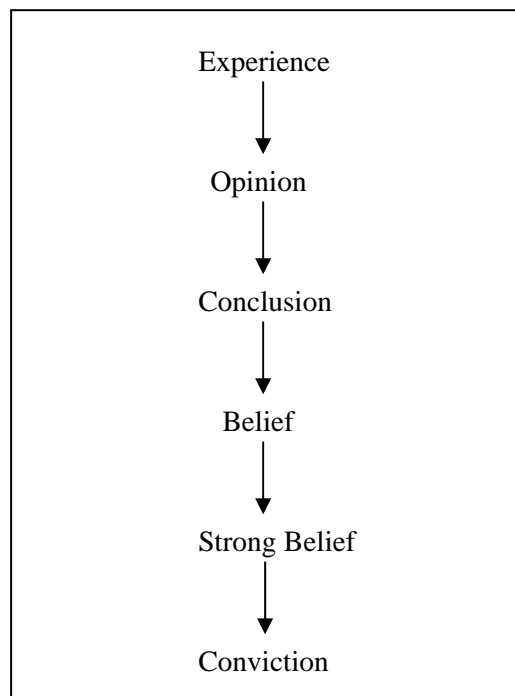 Experience
Opinion
Conclusion
Belief
Strong Belief
Conviction